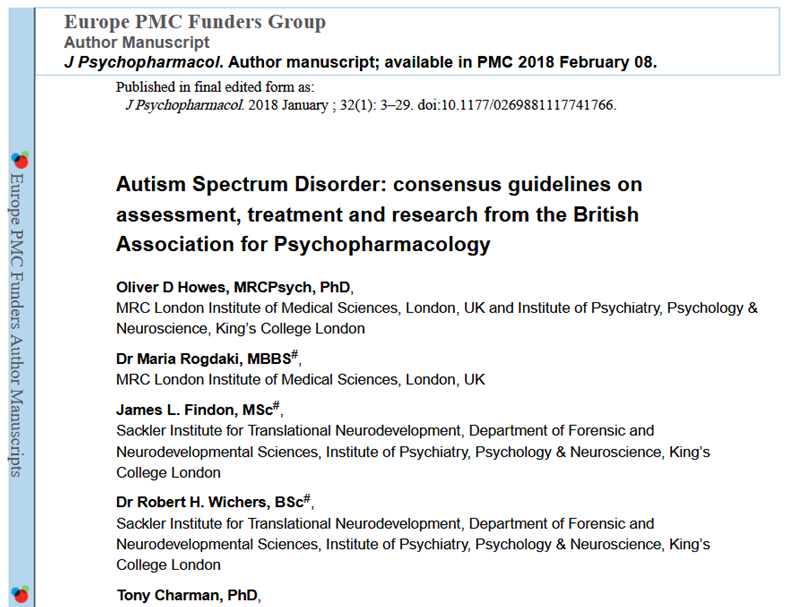 Europe PMC Funders Group
Author Manuscript
J Psychopharmacol. Author manuscript; available in PMC 2018 February 08.
Published in final edited form as:
J Psychopharmacol. 2018 January ; 32(1): 3–29. doi:10.1177/0269881117741766.
Autism Spectrum Disorder: consensus guidelines on
assessment, treatment and research from the British
Association for Psychopharmacology
Oliver D Howes, MRCPsych, PhD,
MRC London Institute of Medical Sciences, London, UK and Institute of Psychiatry, Psychology &
Neuroscience, King's College London
Dr Maria Rogdaki, MBBS#,
MRC London Institute of Medical Sciences, London, UK
James L. Findon, MSc#,
Sackler Institute for Translational Neurodevelopment, Department of Forensic and
Neurodevelopmental Sciences, Institute of Psychiatry, Psychology & Neuroscience, King's
College London
Dr Robert H. Wichers, BSc#,
Sackler Institute for Translational Neurodevelopment, Department of Forensic and
Neurodevelopmental Sciences, Institute of Psychiatry, Psychology & Neuroscience, King's
College London
Tony Charman, PhD,
Europe PMC Funders Author Manuscripts